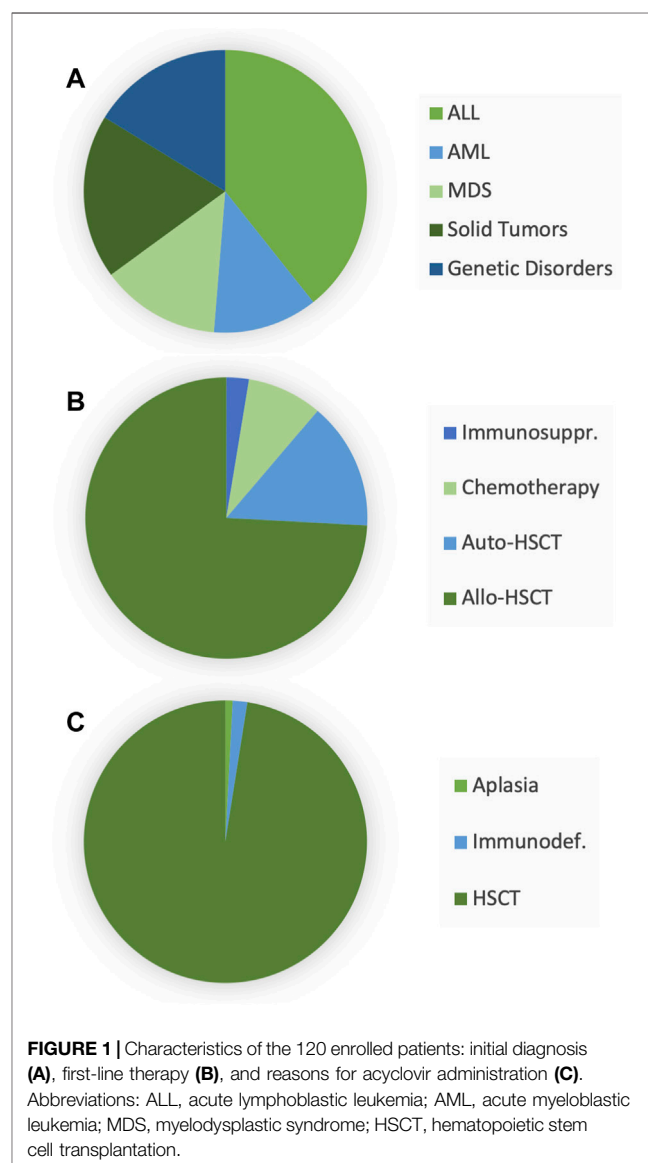 A
ALL
AML
MDS
Solid Tumors
Genetic Disorders
B
Immunosuppr.
Chemotherapy
Auto-HSCT
Allo-HSCT
C
Aplasia
Immunodef.
HSCT
FIGURE 1 | Characteristics of the 120 enrolled patients: initial diagnosis
(A), first-line therapy (B), and reasons for acyclovir administration (C).
Abbreviations: ALL, acute lymphoblastic leukemia; AML, acute myeloblastic
leukemia; MDS, myelodysplastic syndrome; HSCT, hematopoietic stem
cell transplantation.